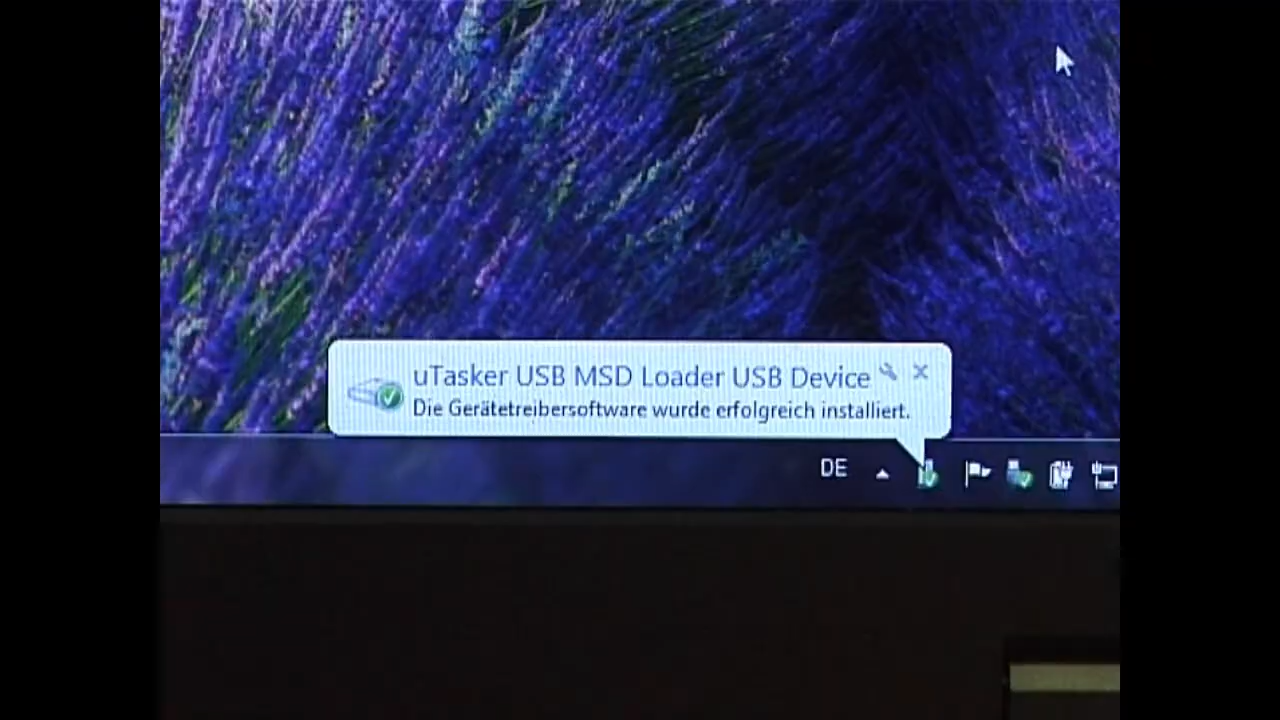 uTasker USB MSD Loader USB Device
Die Gerätetreibersoftware wurde erfolgreich installiert.
DE